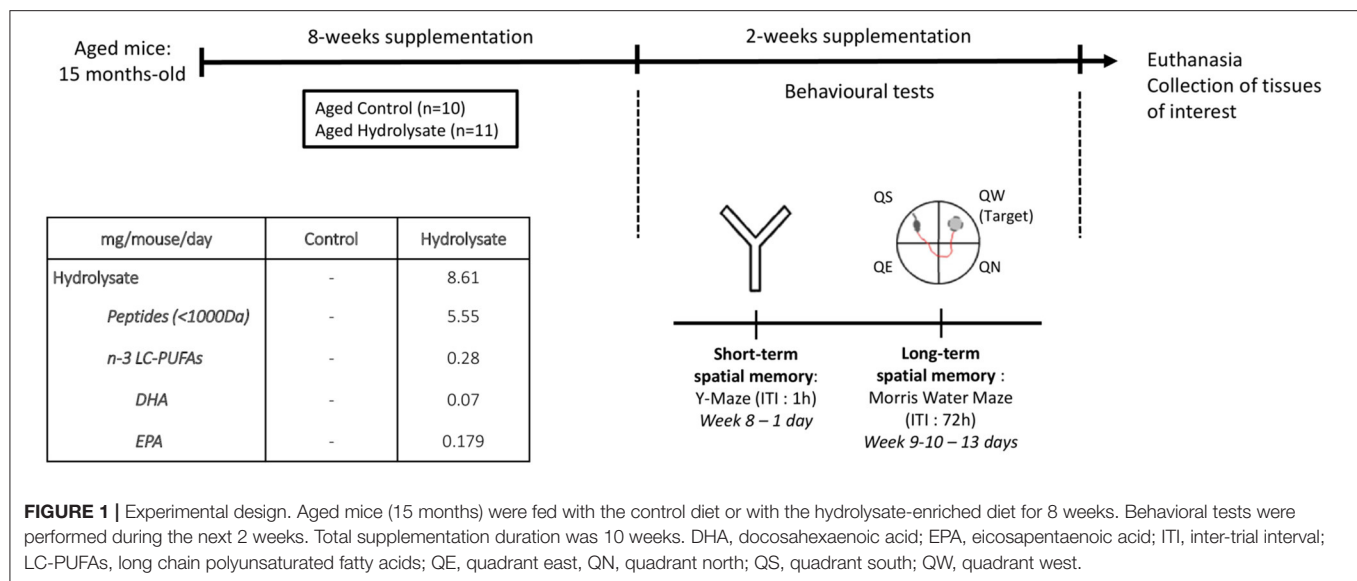 Aged mice:
15 months-old
8-weeks supplementation
2-weeks supplementation
Euthanasia
Collection of tissues
of interest
Aged Control (n=10)
Aged Hydrolysate (n=11)
Behavioural tests
mg/mouse/day Control Hydrolysate
Hydrolysate - 8.61
Peptides (<1000Da) - 5.55
n-3 LC-PUFAs - 0.28
DHA - 0.07
EPA - 0.179
QS
QW
(Target)
QE
QN
Short-term
spatial memory:
Y-Maze (ITI : 1h)
Week 8 – 1 day
Long-term
spatial memory :
Morris Water Maze
(ITI : 72h)
Week 9-10 – 13 days
FIGURE 1 | Experimental design. Aged mice (15 months) were fed with the control diet or with the hydrolysate-enriched diet for 8 weeks. Behavioral tests were
performed during the next 2 weeks. Total supplementation duration was 10 weeks. DHA, docosahexaenoic acid; EPA, eicosapentaenoic acid; ITI, inter-trial interval;
LC-PUFAs, long chain polyunsaturated fatty acids; QE, quadrant east, QN, quadrant north; QS, quadrant south; QW, quadrant west.